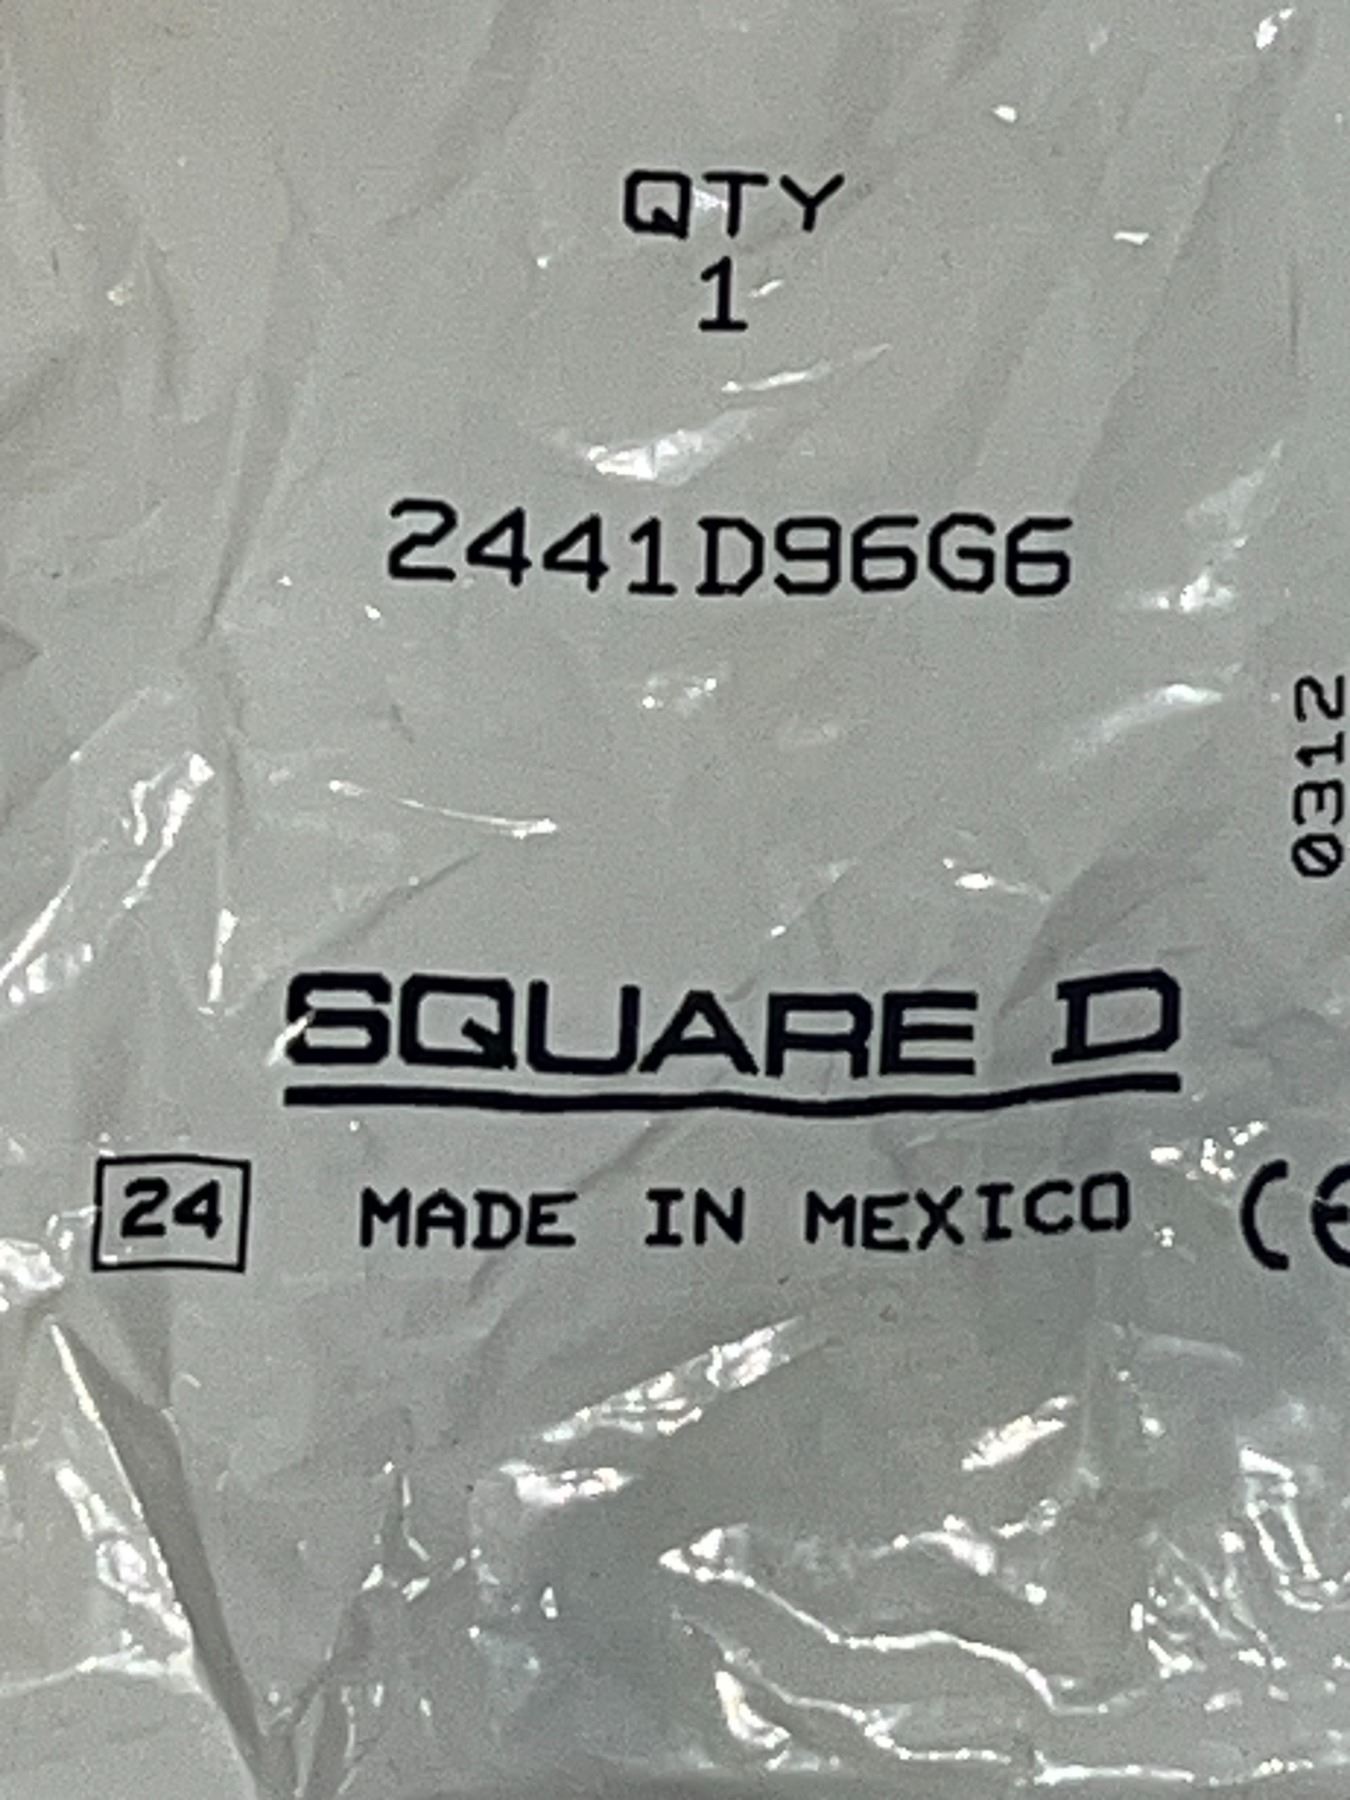 QTY
1
2441D96G6
0312
SQUARE D
24 MADE IN MEXICO CE